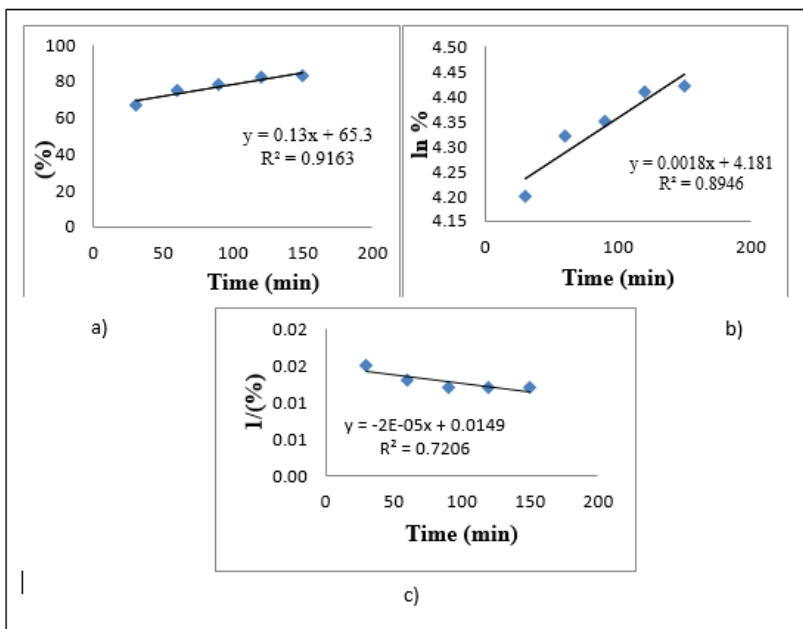 100
80
60
40
20
0
(%)
y = 0.13x + 65.3
R² = 0.9163
0 50 100 150 200
Time (min)
a)
4.50
4.45
4.40
4.35
4.30
4.25
4.20
4.15
ln %
y = 0.0018x + 4.181
R² = 0.8946
0 100 200
Time (min)
b)
0.02
0.02
0.01
0.01
0.00
1/(%)
y = -2E-05x + 0.0149
R² = 0.7206
0 50 100 150 200
Time (min)
c)